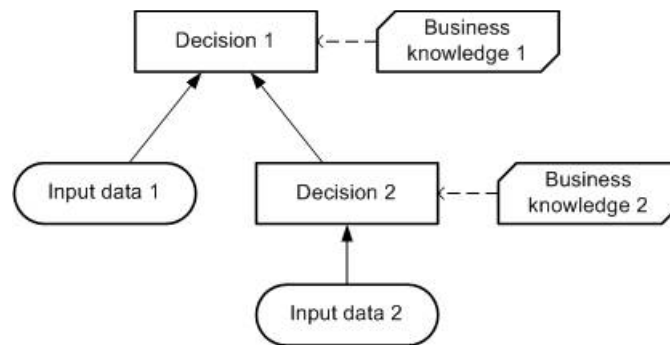 Decision 1
Business
knowledge 1
Input data 1
Decision 2
Business
knowledge 2
Input data 2